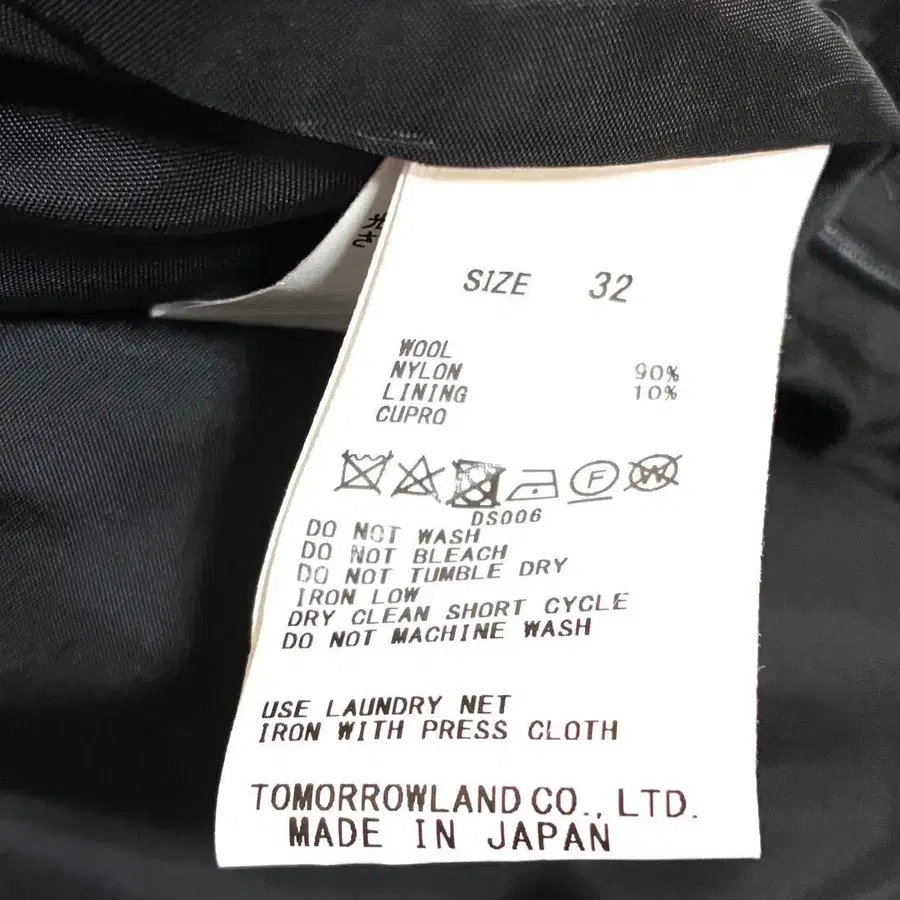 SIZE 32
WOOL
NYLON 90%
LINING 10%
CUPRO
F W
DS006
DO NOT WASH
DO NOT BLEACH
DO NOT TUMBLE DRY
IRON LOW
DRY CLEAN SHORT CYCLE
DO NOT MACHINE WASH
USE LAUNDRY NET
IRON WITH PRESS CLOTH
TOMORROWLAND CO., LTD.
MADE IN JAPAN